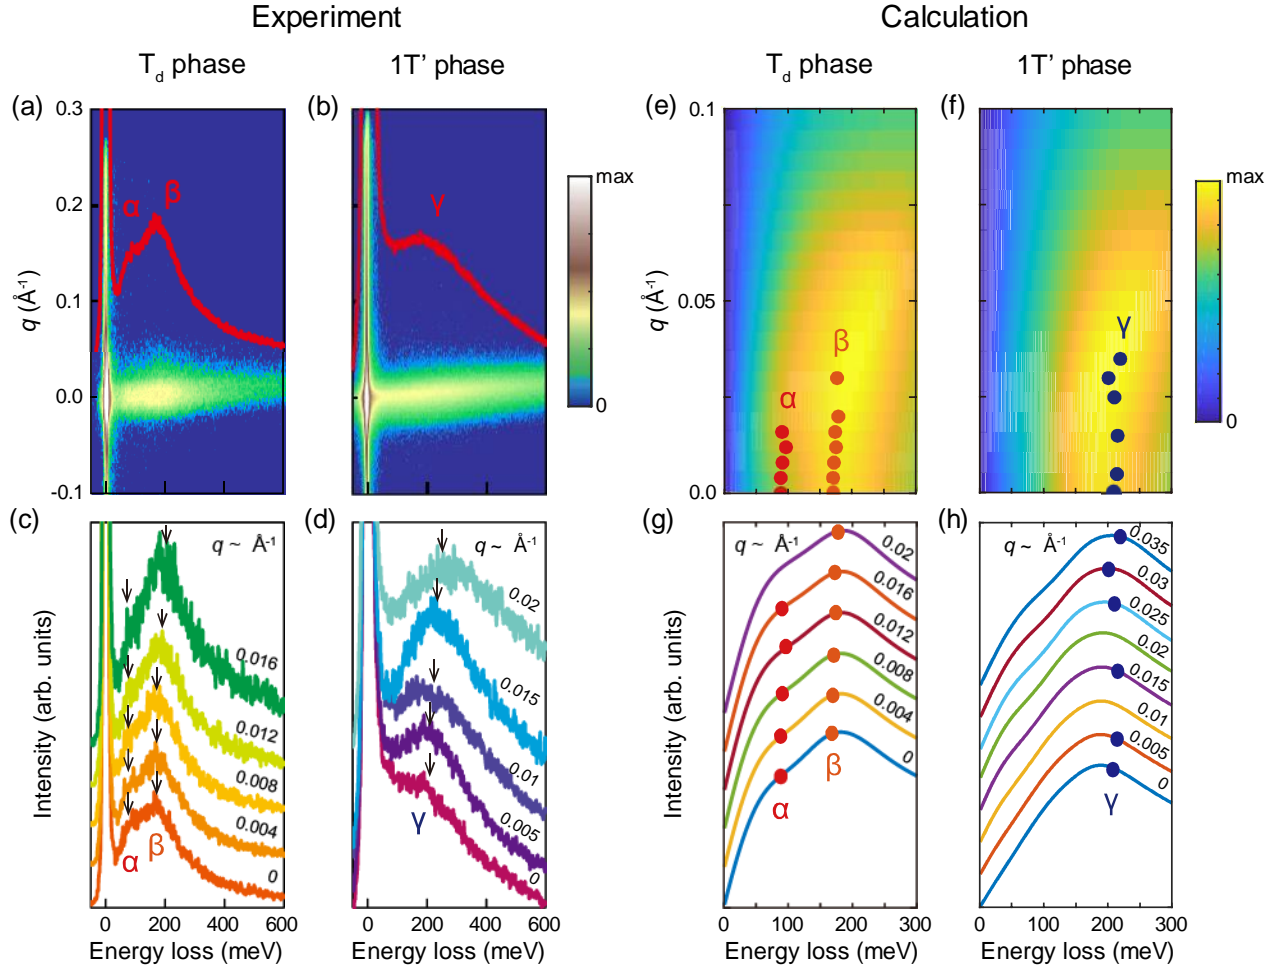 Experiment
Calculation
Td phase
1T' phase
Td phase
1T' phase
(a)
0.3
0.2
0.1
0.0
-0.1
q (Å-1)
α
β
(b)
γ
max
0
(e)
0.1
0.05
0.0
q (Å-1)
α
β
(f)
γ
max
0
(c)
q ~ Å-1
0.016
0.012
0.008
0.004
0
α
β
Intensity (arb. units)
0 200 400 600
Energy loss (meV)
(d)
q ~ Å-1
0.02
0.015
0.01
0.005
0
γ
0 200 400 600
Energy loss (meV)
(g)
q ~ Å-1
0.02
0.016
0.012
0.008
0.004
0
α
β
Intensity (arb. units)
0 100 200 300
Energy loss (meV)
(h)
q ~ Å-1
0.035
0.03
0.025
0.02
0.015
0.01
0.005
0
γ
0 100 200 300
Energy loss (meV)